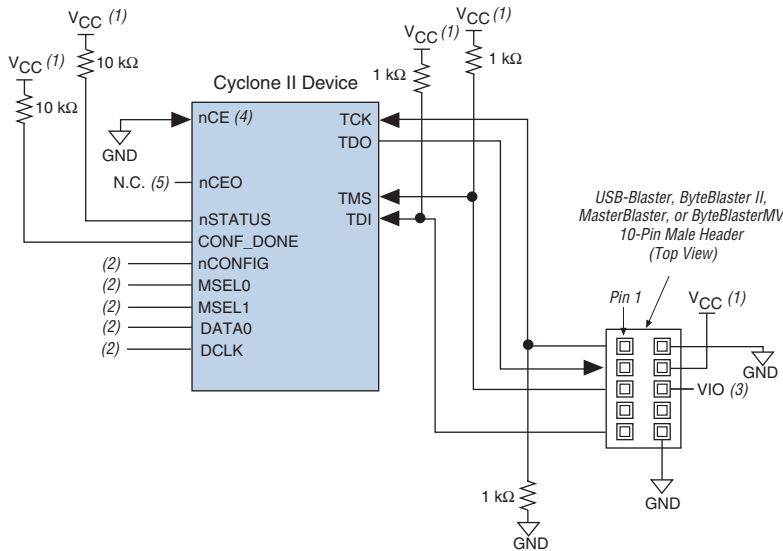 VCC (1)
VCC (1)
10 kΩ
10 kΩ
VCC (1)
1 kΩ
VCC (1)
1 kΩ
Cyclone II Device
nCE (4)
GND
N.C. (5)
nCEO
nSTATUS
CONF_DONE
(2)
nCONFIG
(2)
MSEL0
(2)
MSEL1
(2)
DATA0
(2)
DCLK
TCK
TDO
TMS
TDI
USB-Blaster, ByteBlaster II,
MasterBlaster, or ByteBlasterMV
10-Pin Male Header
(Top View)
Pin 1
VCC (1)
GND
VIO (3)
GND
1 kΩ
GND